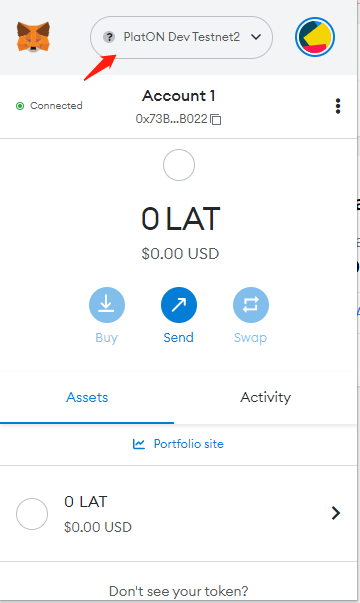 PlatON Dev Testnet2
Connected
Account 1
0x73B...B022
0 LAT
$0.00 USD
Buy
Send
Swap
Assets
Activity
Portfolio site
0 LAT
$0.00 USD
Don't see your token?